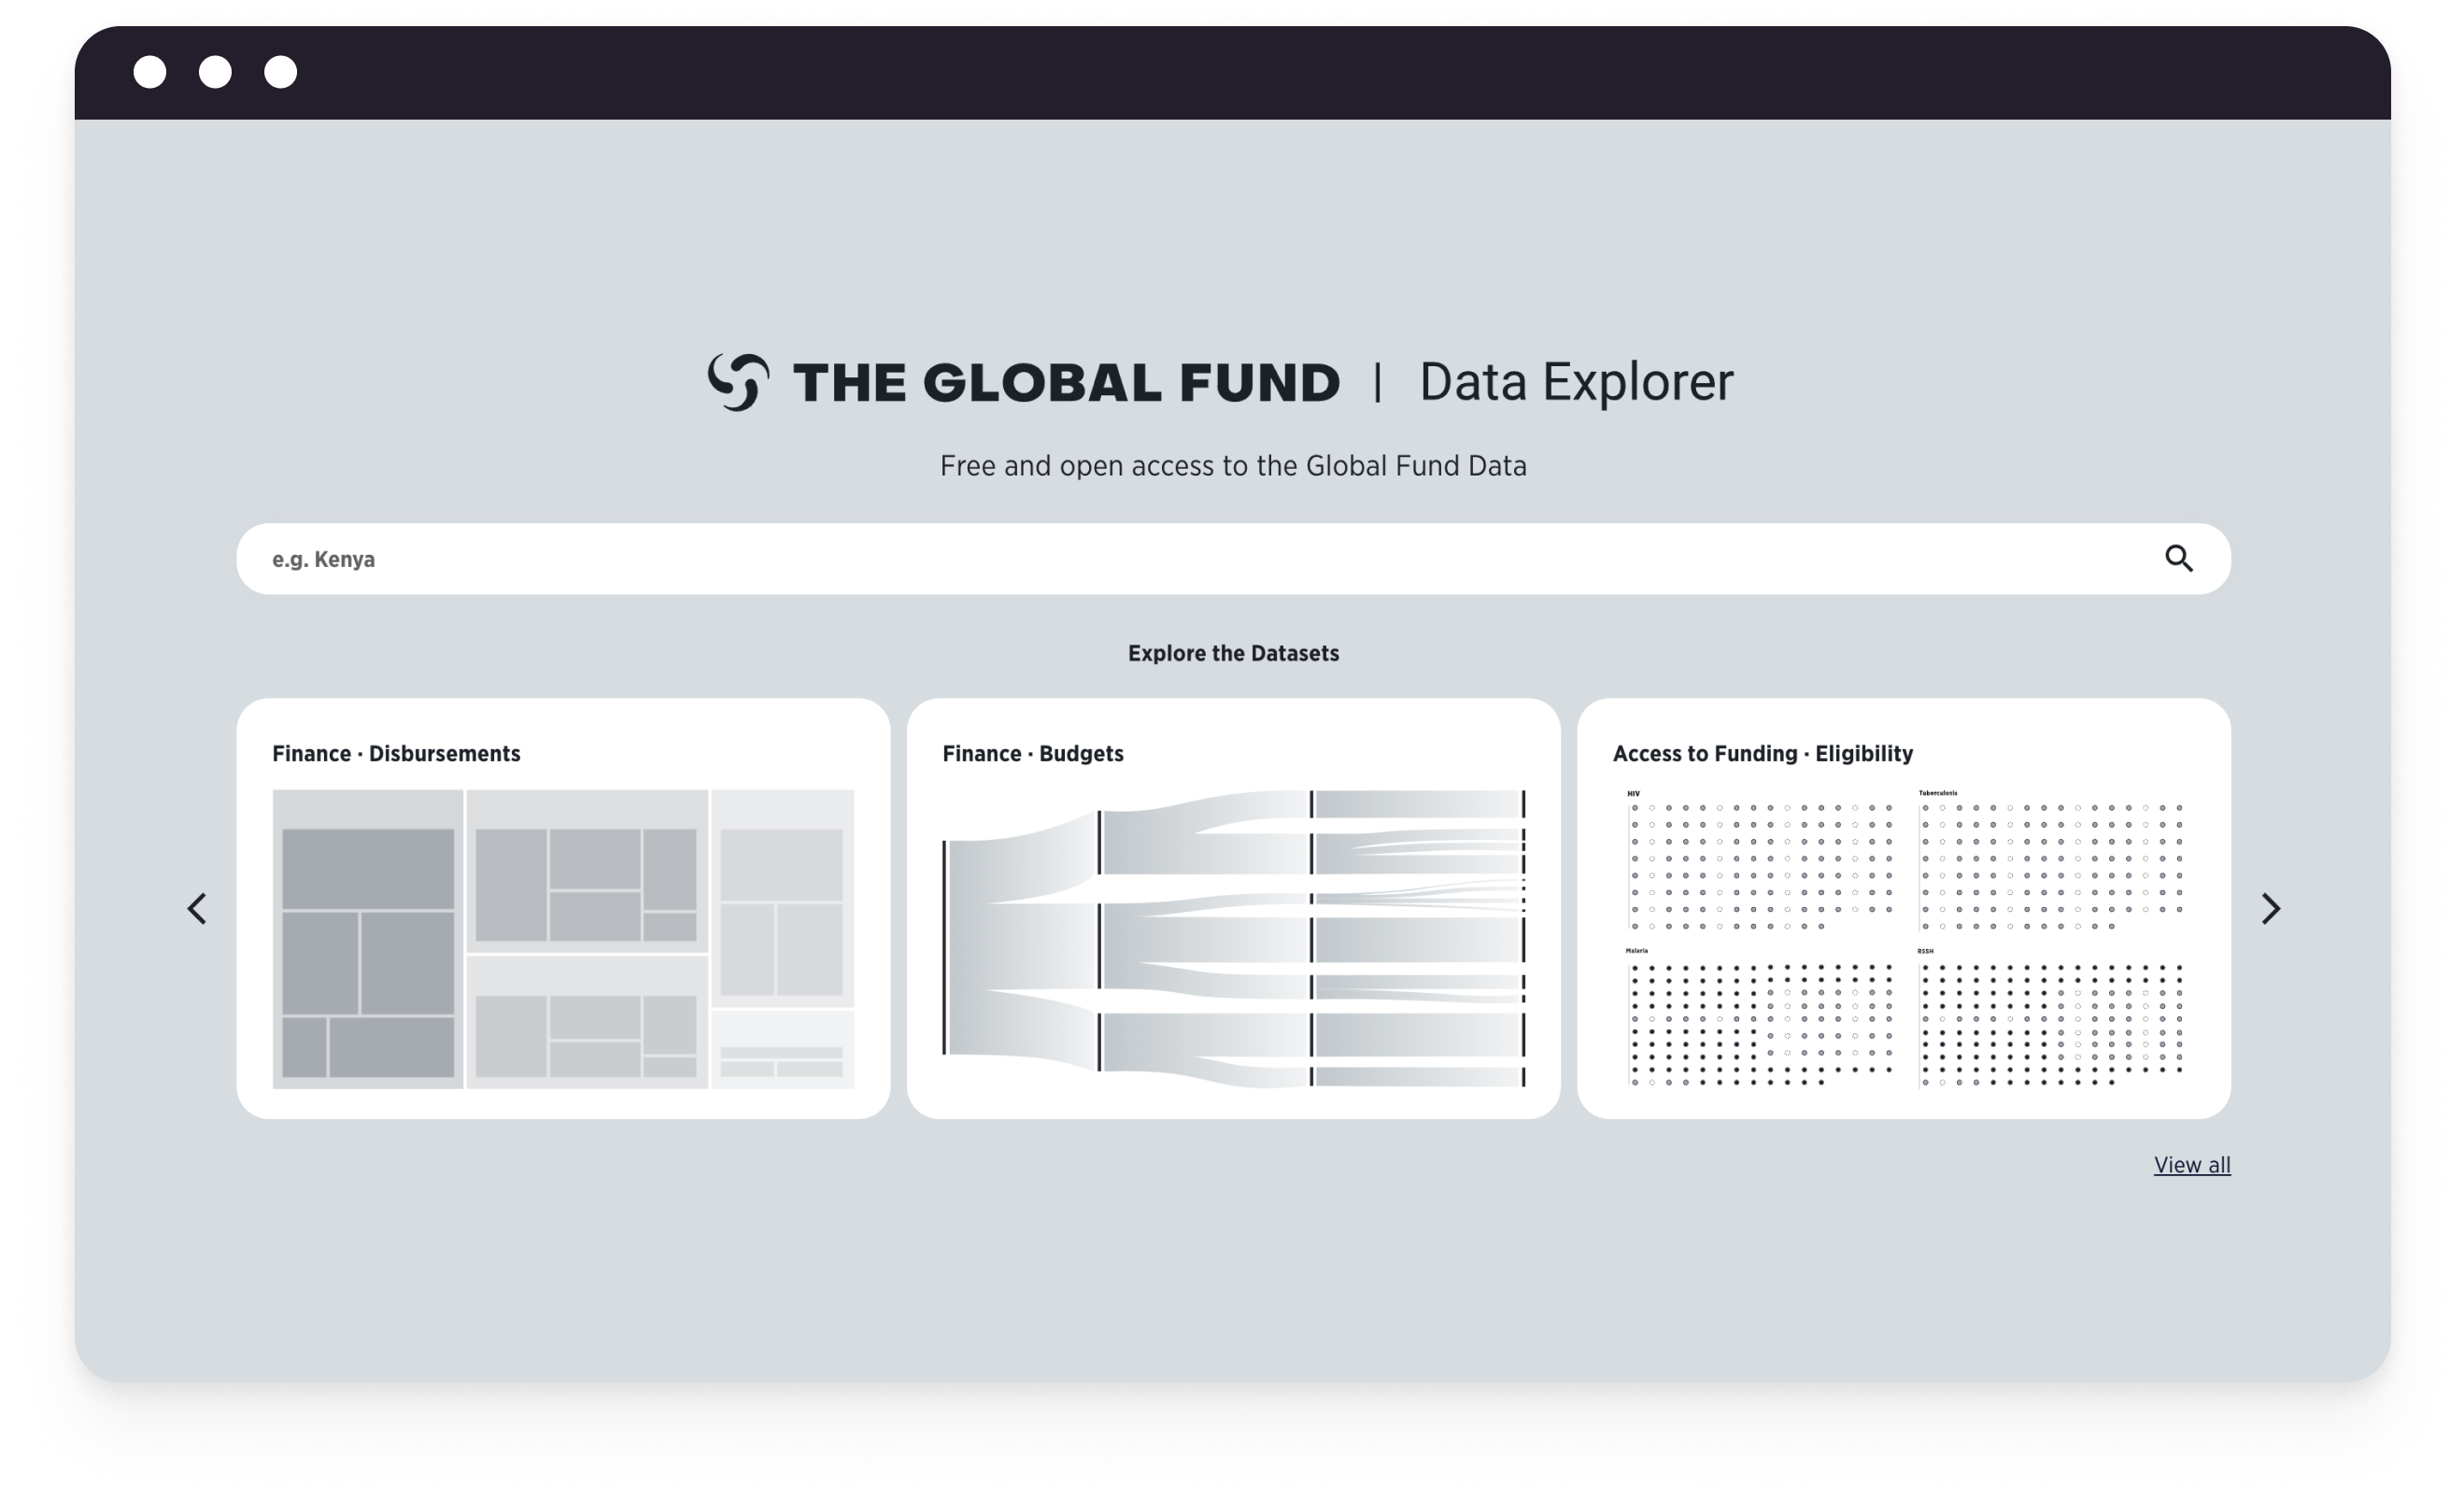 THE GLOBAL FUND | Data Explorer
Free and open access to the Global Fund Data
e.g. Kenya
Explore the Datasets
Finance · Disbursements
Finance · Budgets
Access to Funding · Eligibility
HIV
Tuberculosis
Malaria
RSSH
View all